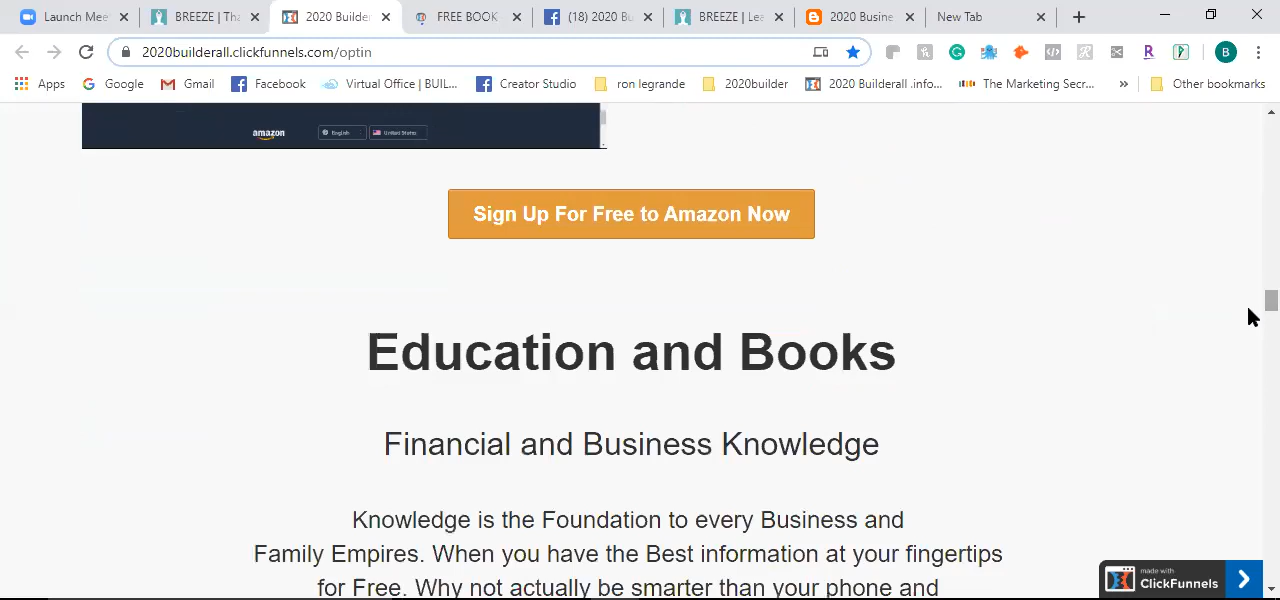 Launch Mee
BREEZE | Tha
2020 Builder
FREE BOOK
(18) 2020 Bu
BREEZE | Lea
2020 Busine
New Tab
2020builderall.clickfunnels.com/optin
B
Apps
Google
Gmail
Facebook
Virtual Office | BUIL...
Creator Studio
ron legrande
2020builder
2020 Builderall .info...
The Marketing Secr...
Other bookmarks
amazon
English
United States
Sign Up For Free to Amazon Now
Education and Books
Financial and Business Knowledge
Knowledge is the Foundation to every Business and
Family Empires. When you have the Best information at your fingertips
for Free. Why not actually be smarter than your phone and
made with
ClickFunnels